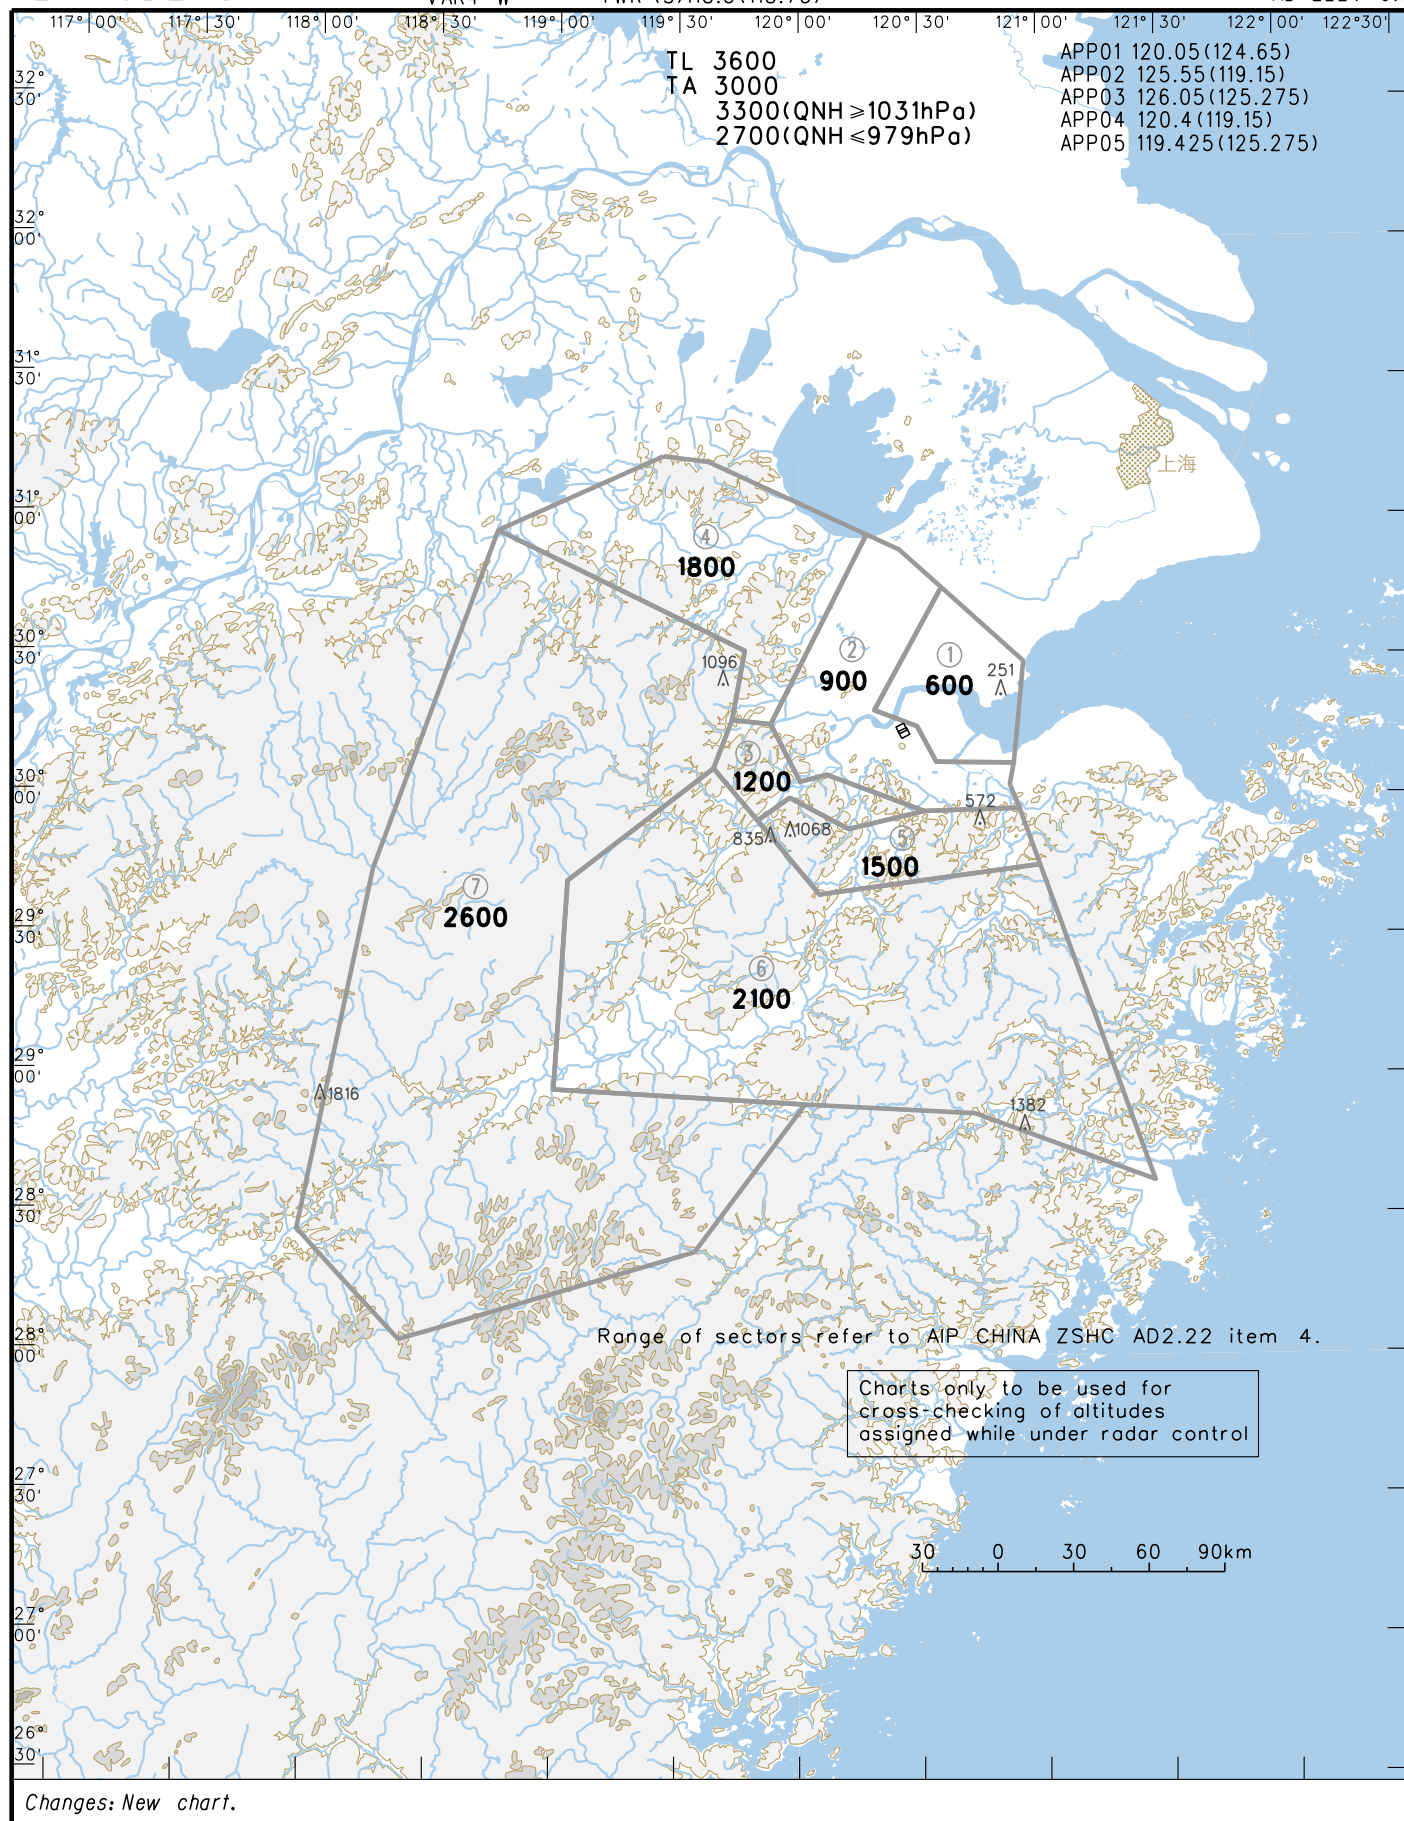 117° 00' 117° 30' 118° 00' 118° 30' 119° 00' 119° 30' 120° 00' 120° 30' 121° 00' 121° 30' 122° 00' 122° 30'
TL 3600
TA 3000
3300(QNH≥1031hPa)
2700(QNH≤979hPa)
APP01 120.05(124.65)
APP02 125.55(119.15)
APP03 126.05(125.275)
APP04 120.4(119.15)
APP05 119.425(125.275)
32°
30'
32°
00'
31°
30'
上海
31°
00'
④
1800
30°
30'
②
900
①
600
251
1096
③
1200
30°
00'
572
835
1068
⑤
1500
⑦
2600
29°
30'
⑥
2100
29°
00'
1816
1382
28°
30'
28°
00'
Range of sectors refer to AIP CHINA ZSHC AD2.22 item 4.
Charts only to be used for
cross-checking of altitudes
assigned while under radar control
27°
30'
30 0 30 60 90km
27°
00'
26°
30'
Changes: New chart.